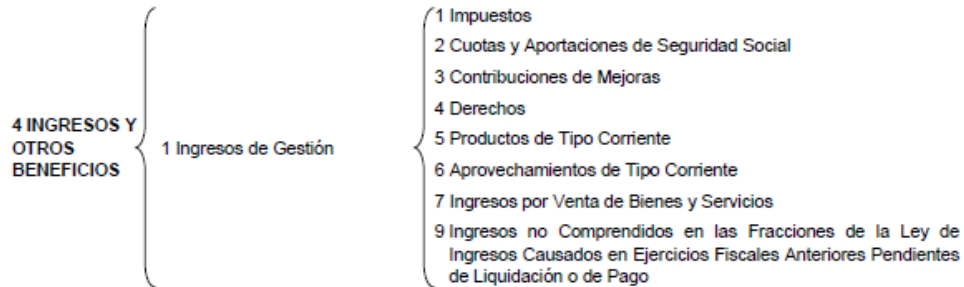 4 INGRESOS Y
OTROS
BENEFICIOS
1 Ingresos de Gestión
1 Impuestos
2 Cuotas y Aportaciones de Seguridad Social
3 Contribuciones de Mejoras
4 Derechos
5 Productos de Tipo Corriente
6 Aprovechamientos de Tipo Corriente
7 Ingresos por Venta de Bienes y Servicios
9 Ingresos no Comprendidos en las Fracciones de la Ley de
Ingresos Causados en Ejercicios Fiscales Anteriores Pendientes
de Liquidación o de Pago